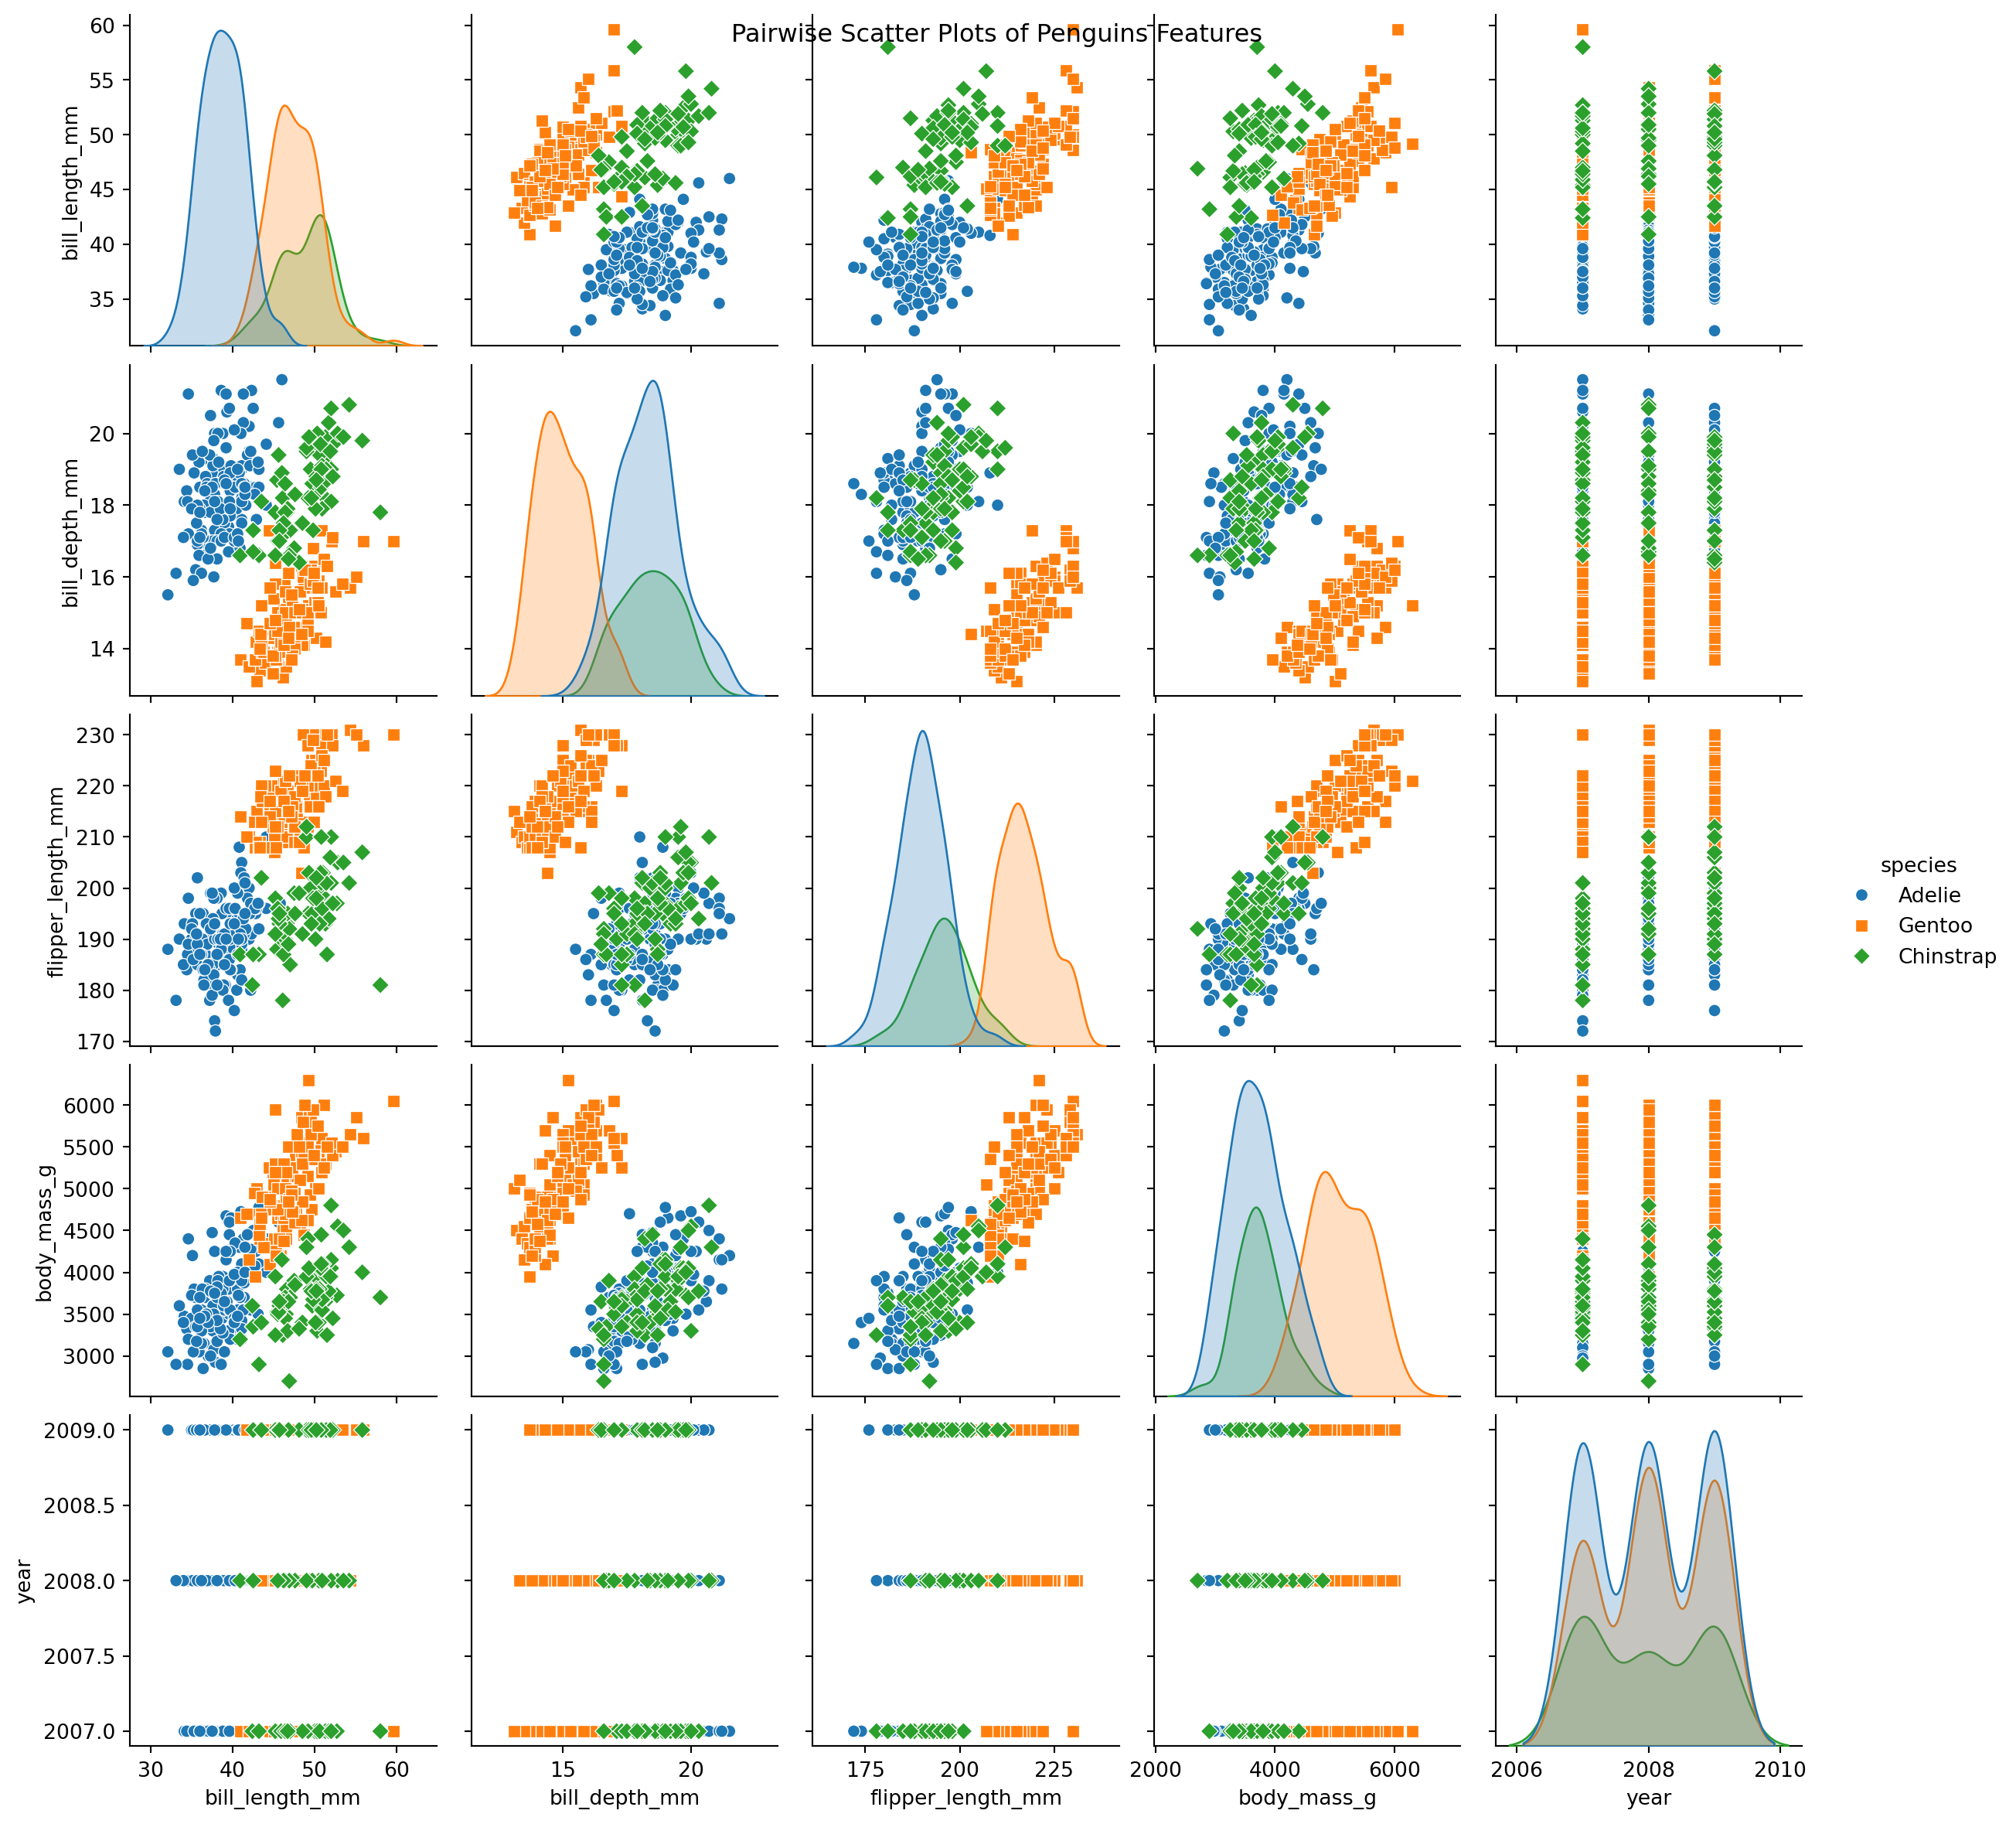 Pairwise Scatter Plots of Penguins Features
60
55
50
45
40
35
bill_length_mm
20
18
16
14
bill_depth_mm
230
220
210
200
190
180
170
flipper_length_mm
species
Adelie
Gentoo
Chinstrap
6000
5500
5000
4500
4000
3500
3000
body_mass_g
2009.0
2008.5
2008.0
2007.5
2007.0
year
30 40 50 60
15 20
175 200 225
2000 4000 6000
2006 2008 2010
bill_length_mm
bill_depth_mm
flipper_length_mm
body_mass_g
year